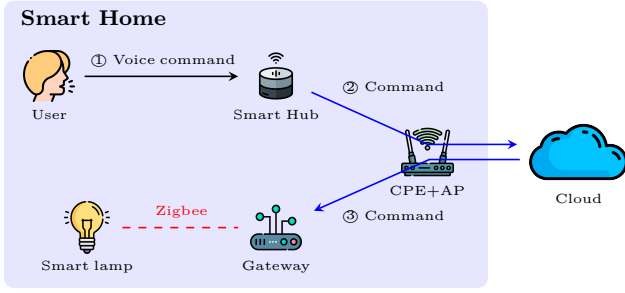 Smart Home
① Voice command
② Command
User
Smart Hub
CPE+AP
Cloud
Zigbee
③ Command
Smart lamp
Gateway